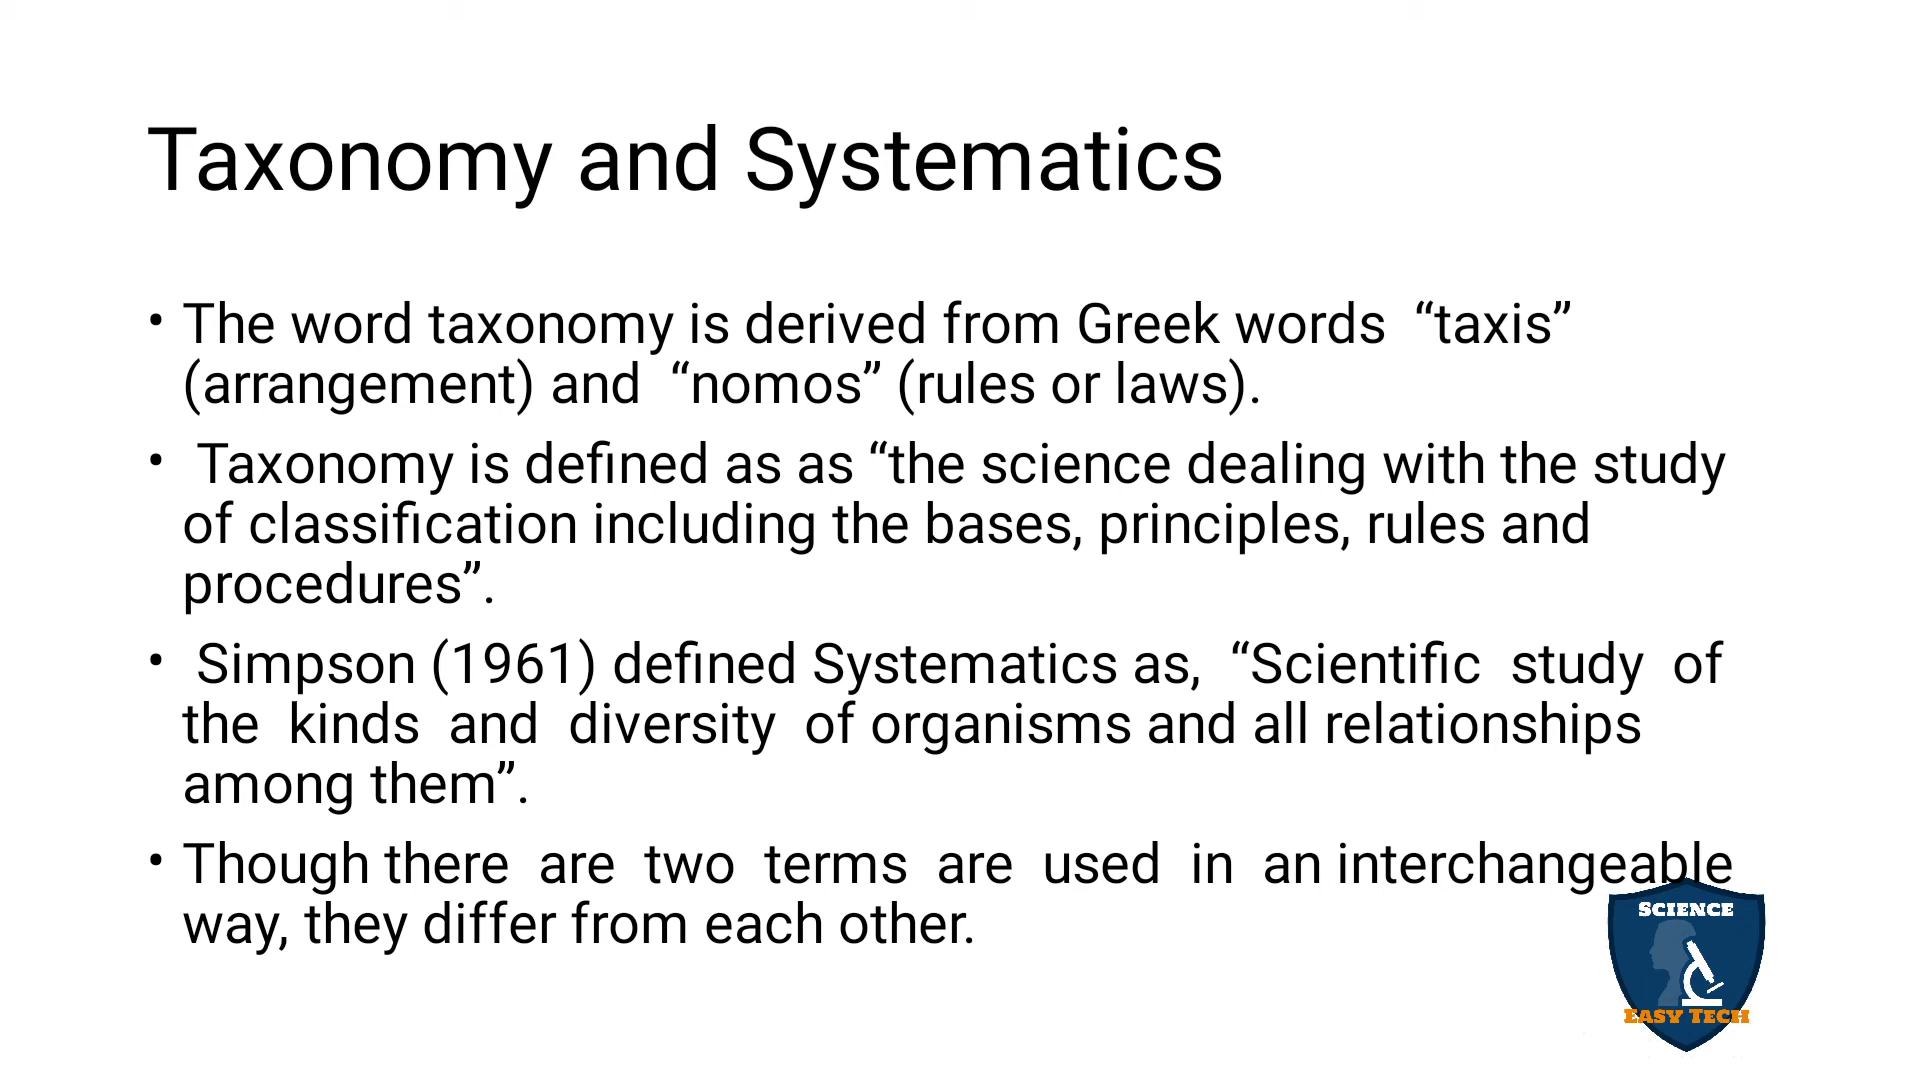 Taxonomy and Systematics
• The word taxonomy is derived from Greek words “taxis”
(arrangement) and “nomos” (rules or laws).
• Taxonomy is defined as as “the science dealing with the study
of classification including the bases, principles, rules and
procedures”.
• Simpson (1961) defined Systematics as, “Scientific study of
the kinds and diversity of organisms and all relationships
among them”.
• Though there are two terms are used in an interchangeable
way, they differ from each other.
SCIENCE
EASY TECH